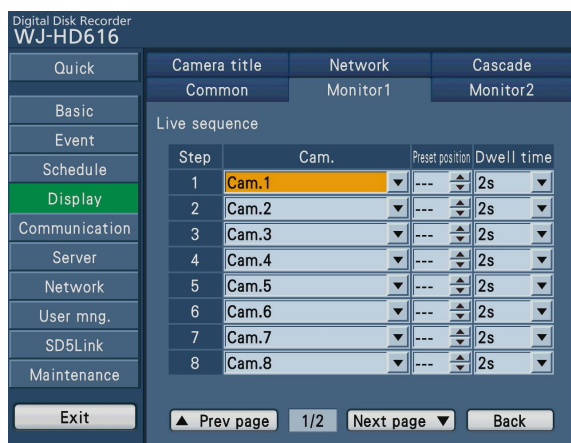 Digital Disk Recorder
WJ-HD616
Quick
Basic
Event
Schedule
Display
Communication
Server
Network
User mng.
SD5Link
Maintenance
Exit
Camera title Network Cascade
Common Monitor1 Monitor2
Live sequence
Step Cam. Preset position Dwell time
1 Cam.1 --- 2s
2 Cam.2 --- 2s
3 Cam.3 --- 2s
4 Cam.4 --- 2s
5 Cam.5 --- 2s
6 Cam.6 --- 2s
7 Cam.7 --- 2s
8 Cam.8 --- 2s
Prev page 1/2 Next page Back